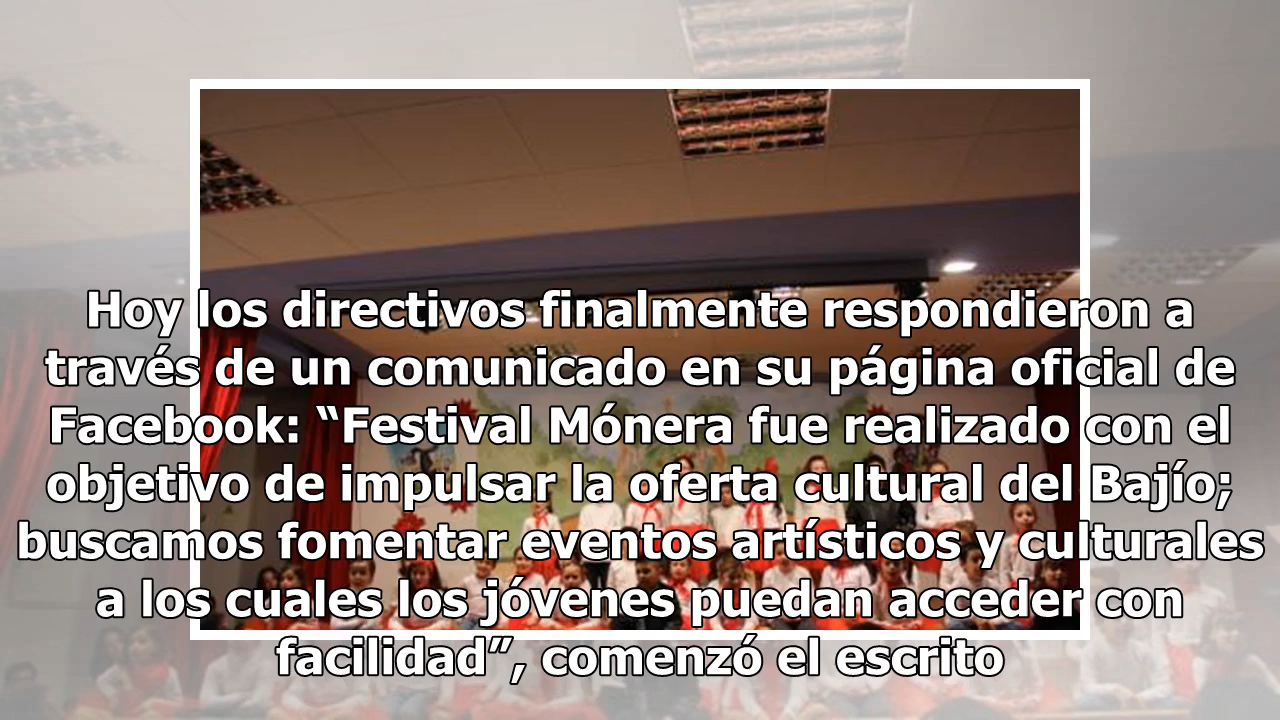 Hoy los directivos finalmente respondieron a
través de un comunicado en su página oficial de
Facebook: “Festival Mónera fue realizado con el
objetivo de impulsar la oferta cultural del Bajío;
buscamos fomentar eventos artísticos y culturales
a los cuales los jóvenes puedan acceder con
facilidad”, comenzó el escrito